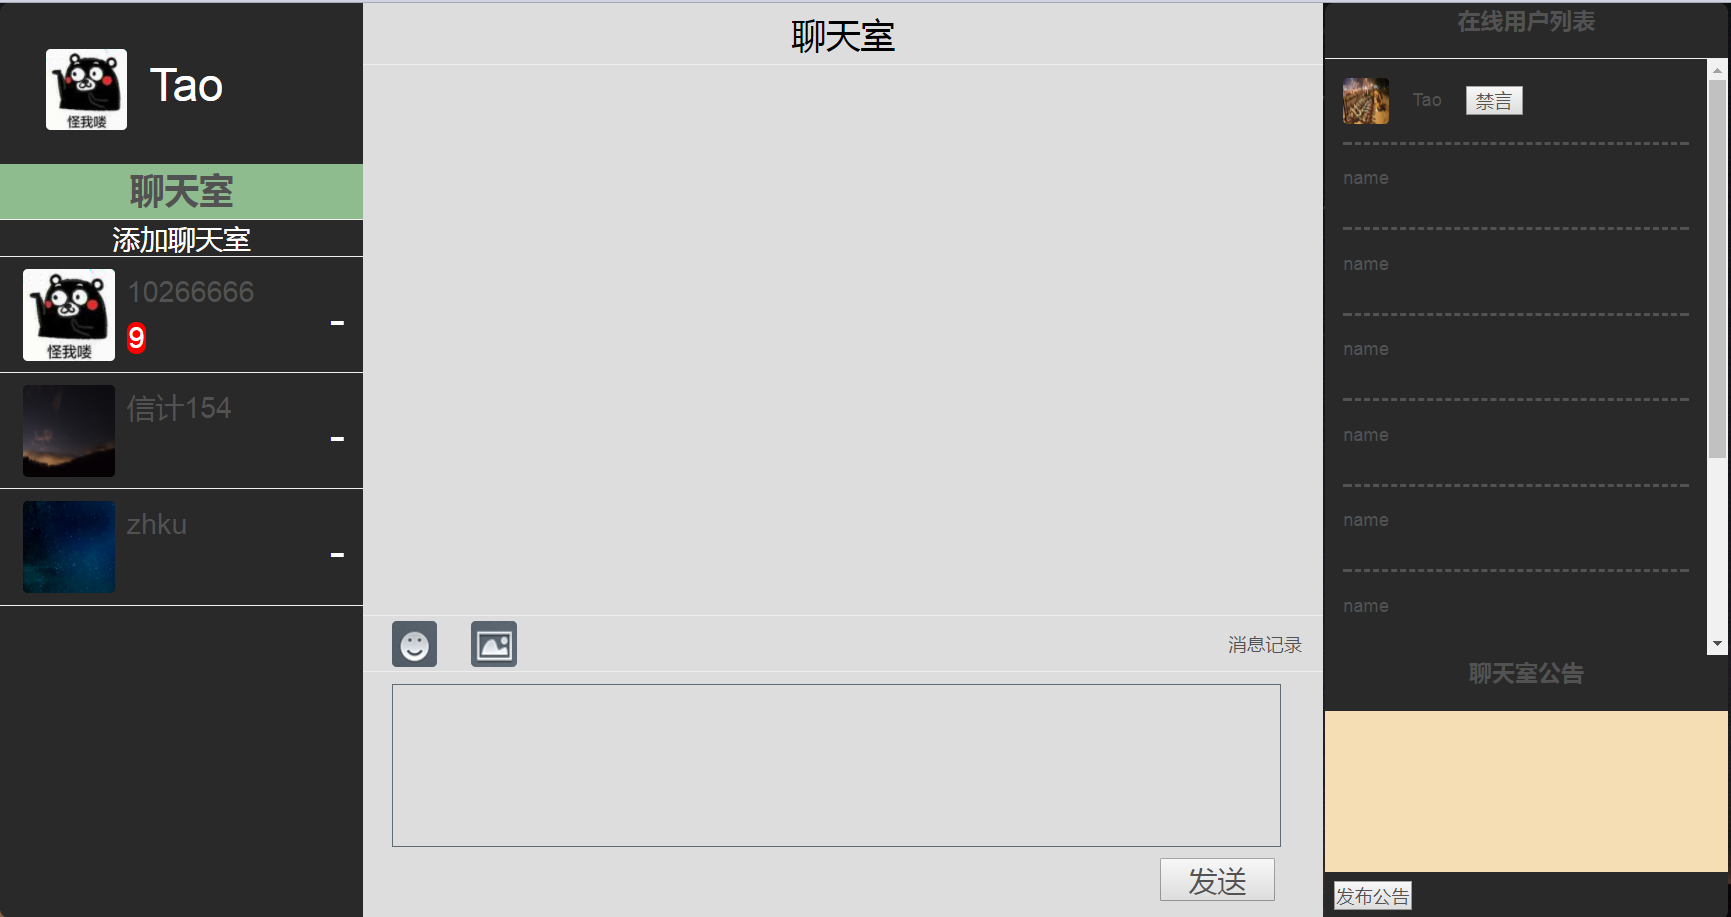 怪我喽
Tao
聊天室
添加聊天室
怪我喽
10266666
9
-
信计154
-
zhku
-
聊天室
消息记录
发送
在线用户列表
Tao 禁言
name
name
name
name
name
name
聊天室公告
发布公告